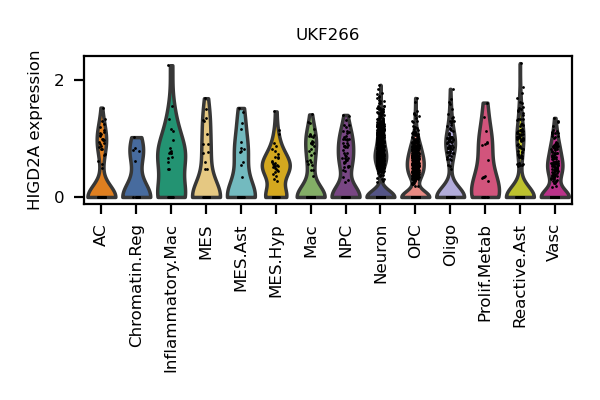 UKF266
HIGD2A expression
2
0
AC
Chromatin.Reg
Inflammatory.Mac
MES
MES.Ast
MES.Hyp
Mac
NPC
Neuron
OPC
Oligo
Prolif.Metab
Reactive.Ast
Vasc